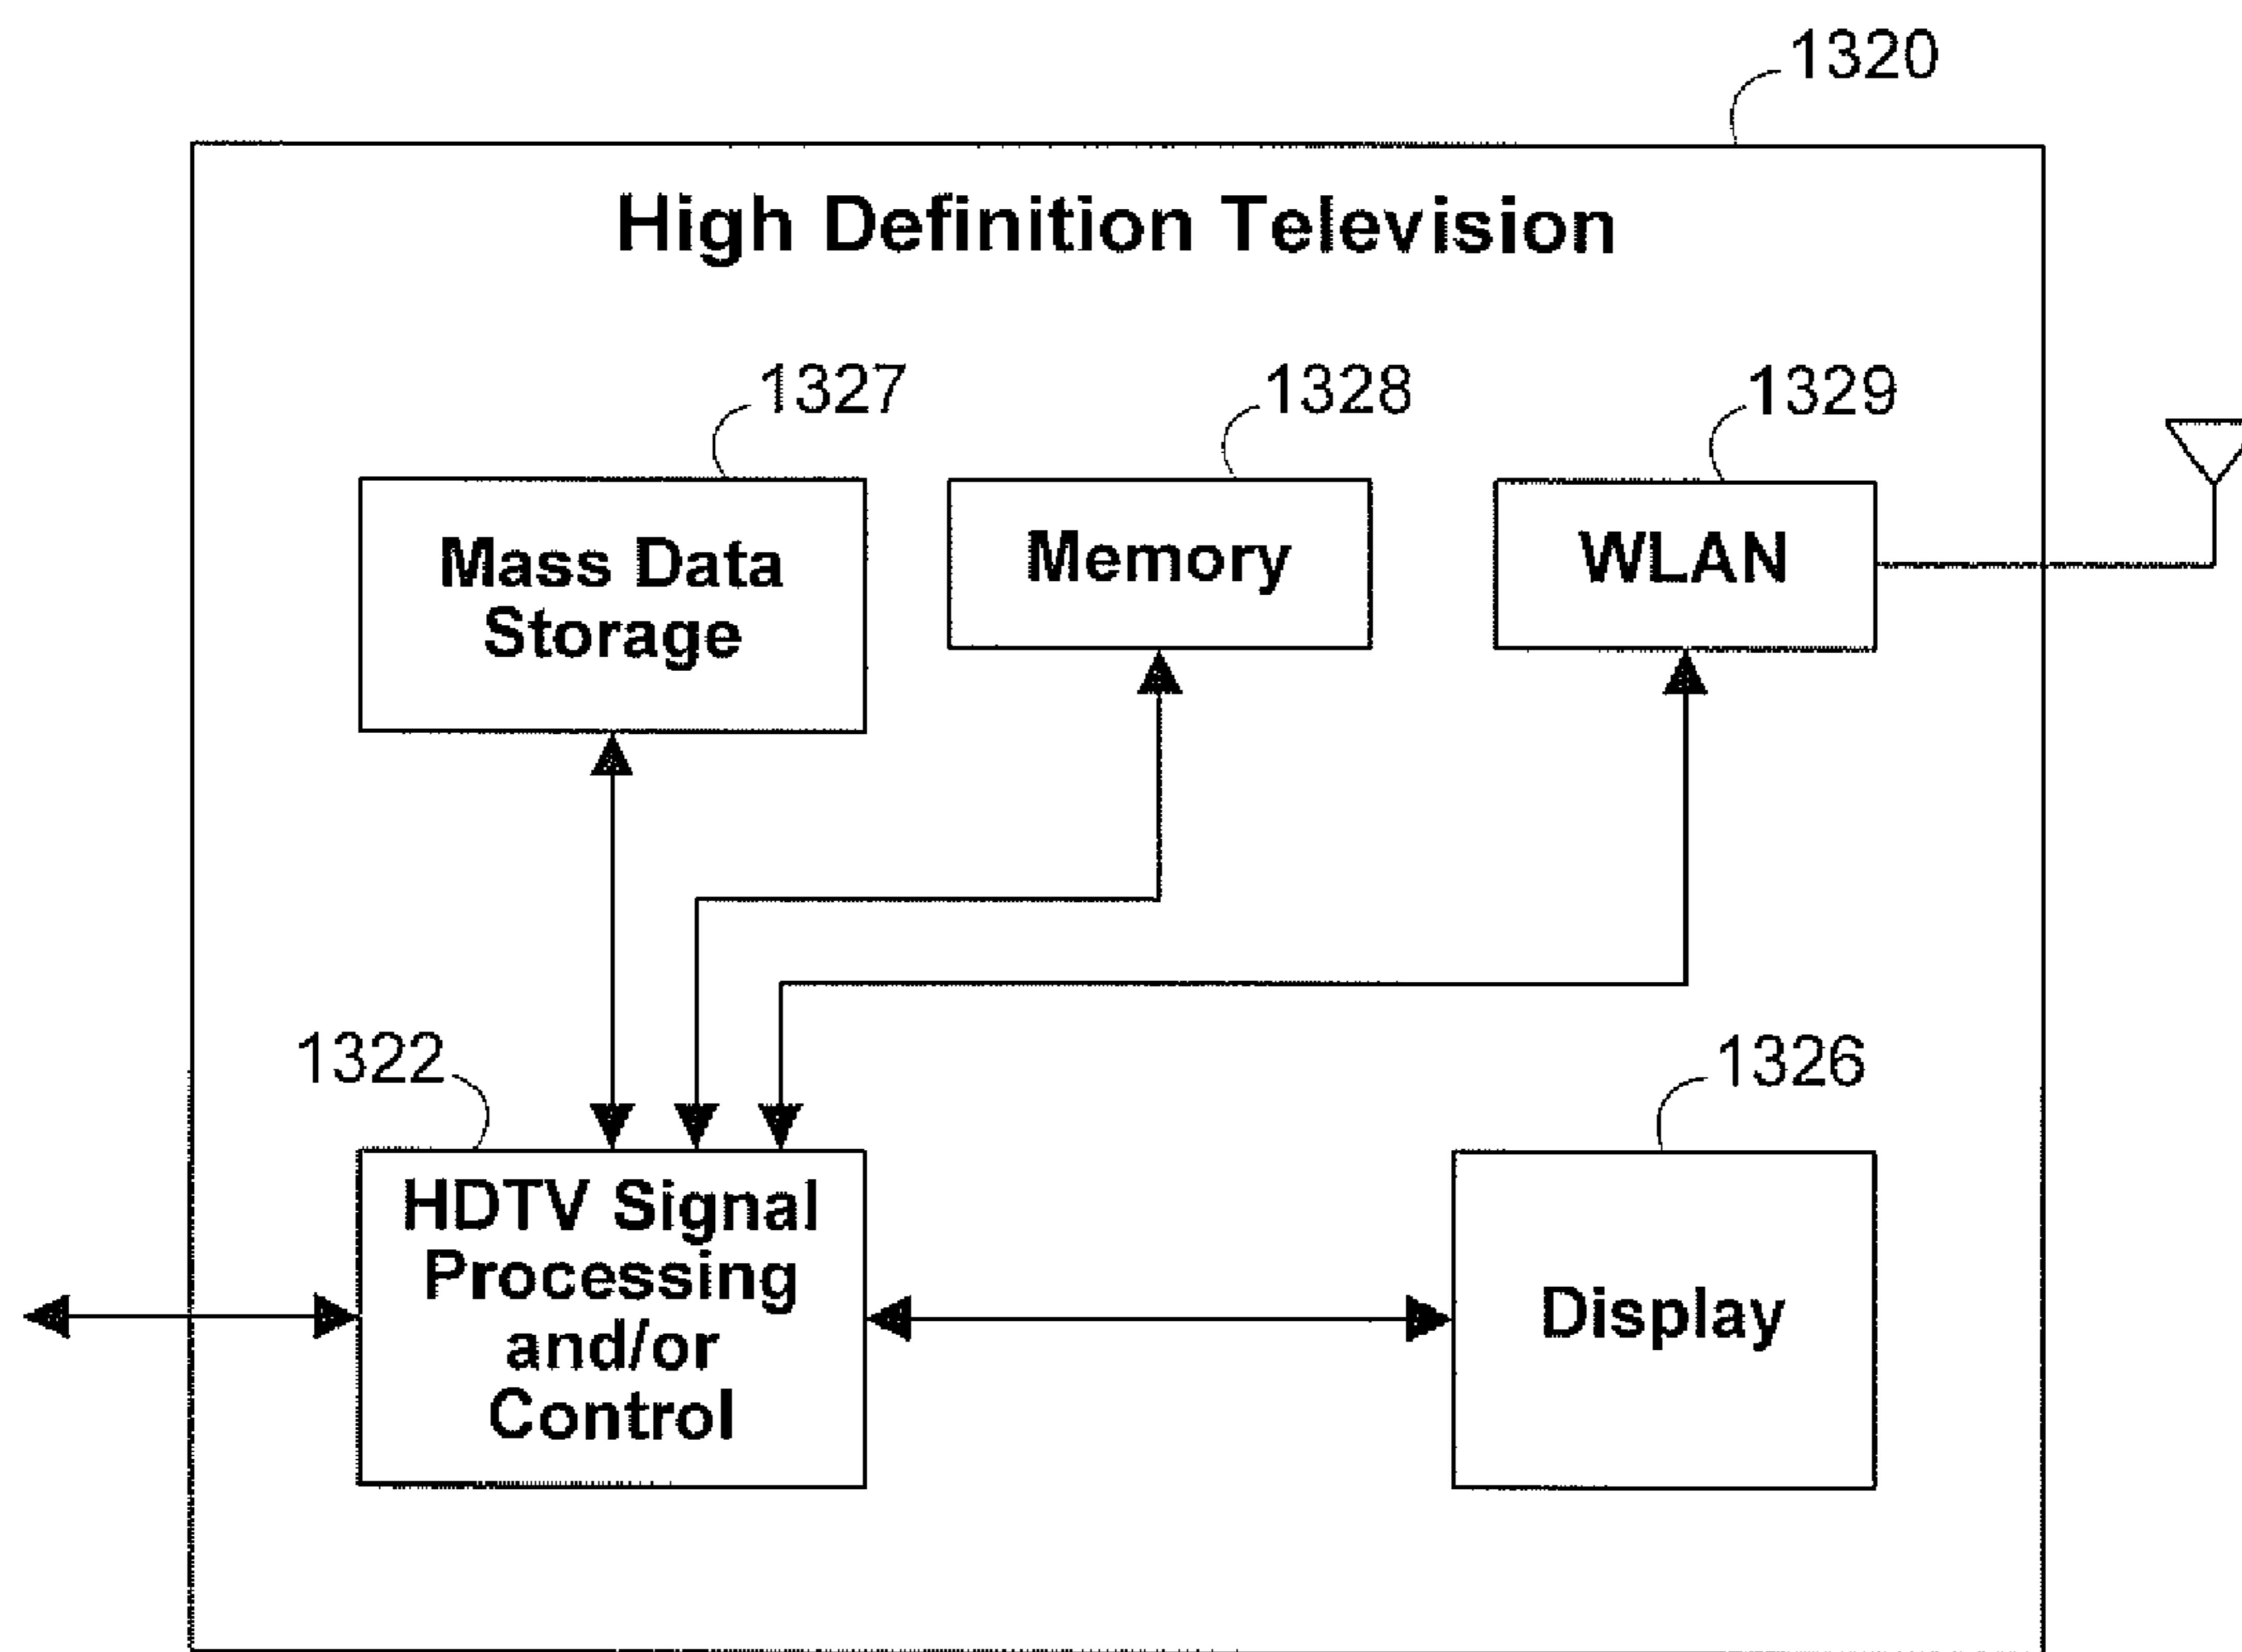 1320
High Definition Television
1327
1328
1329
Mass Data
Storage
Memory
WLAN
1322
1326
HDTV Signal
Processing
and/or
Control
Display